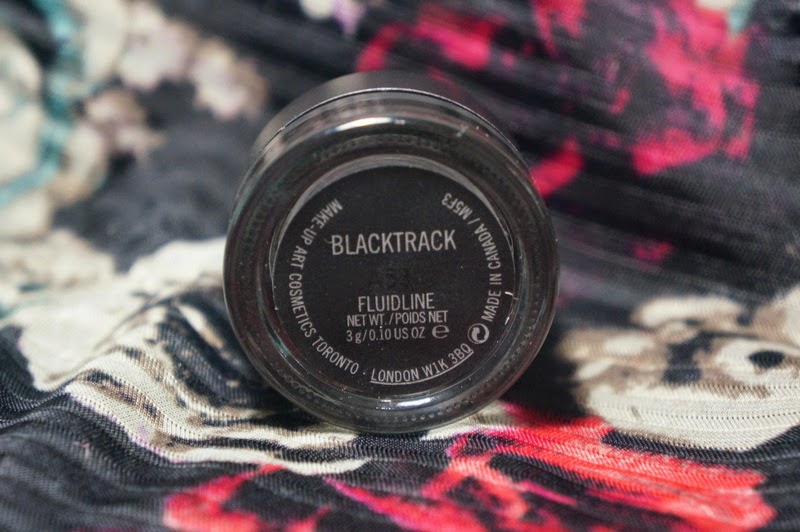 BLACKTRACK
FLUIDLINE
NET WT./POIDS NET
3 g/0.10 US OZ e
MAKE-UP ART COSMETICS TORONTO · LONDON W1K 3BQ
MADE IN CANADA / M5F3